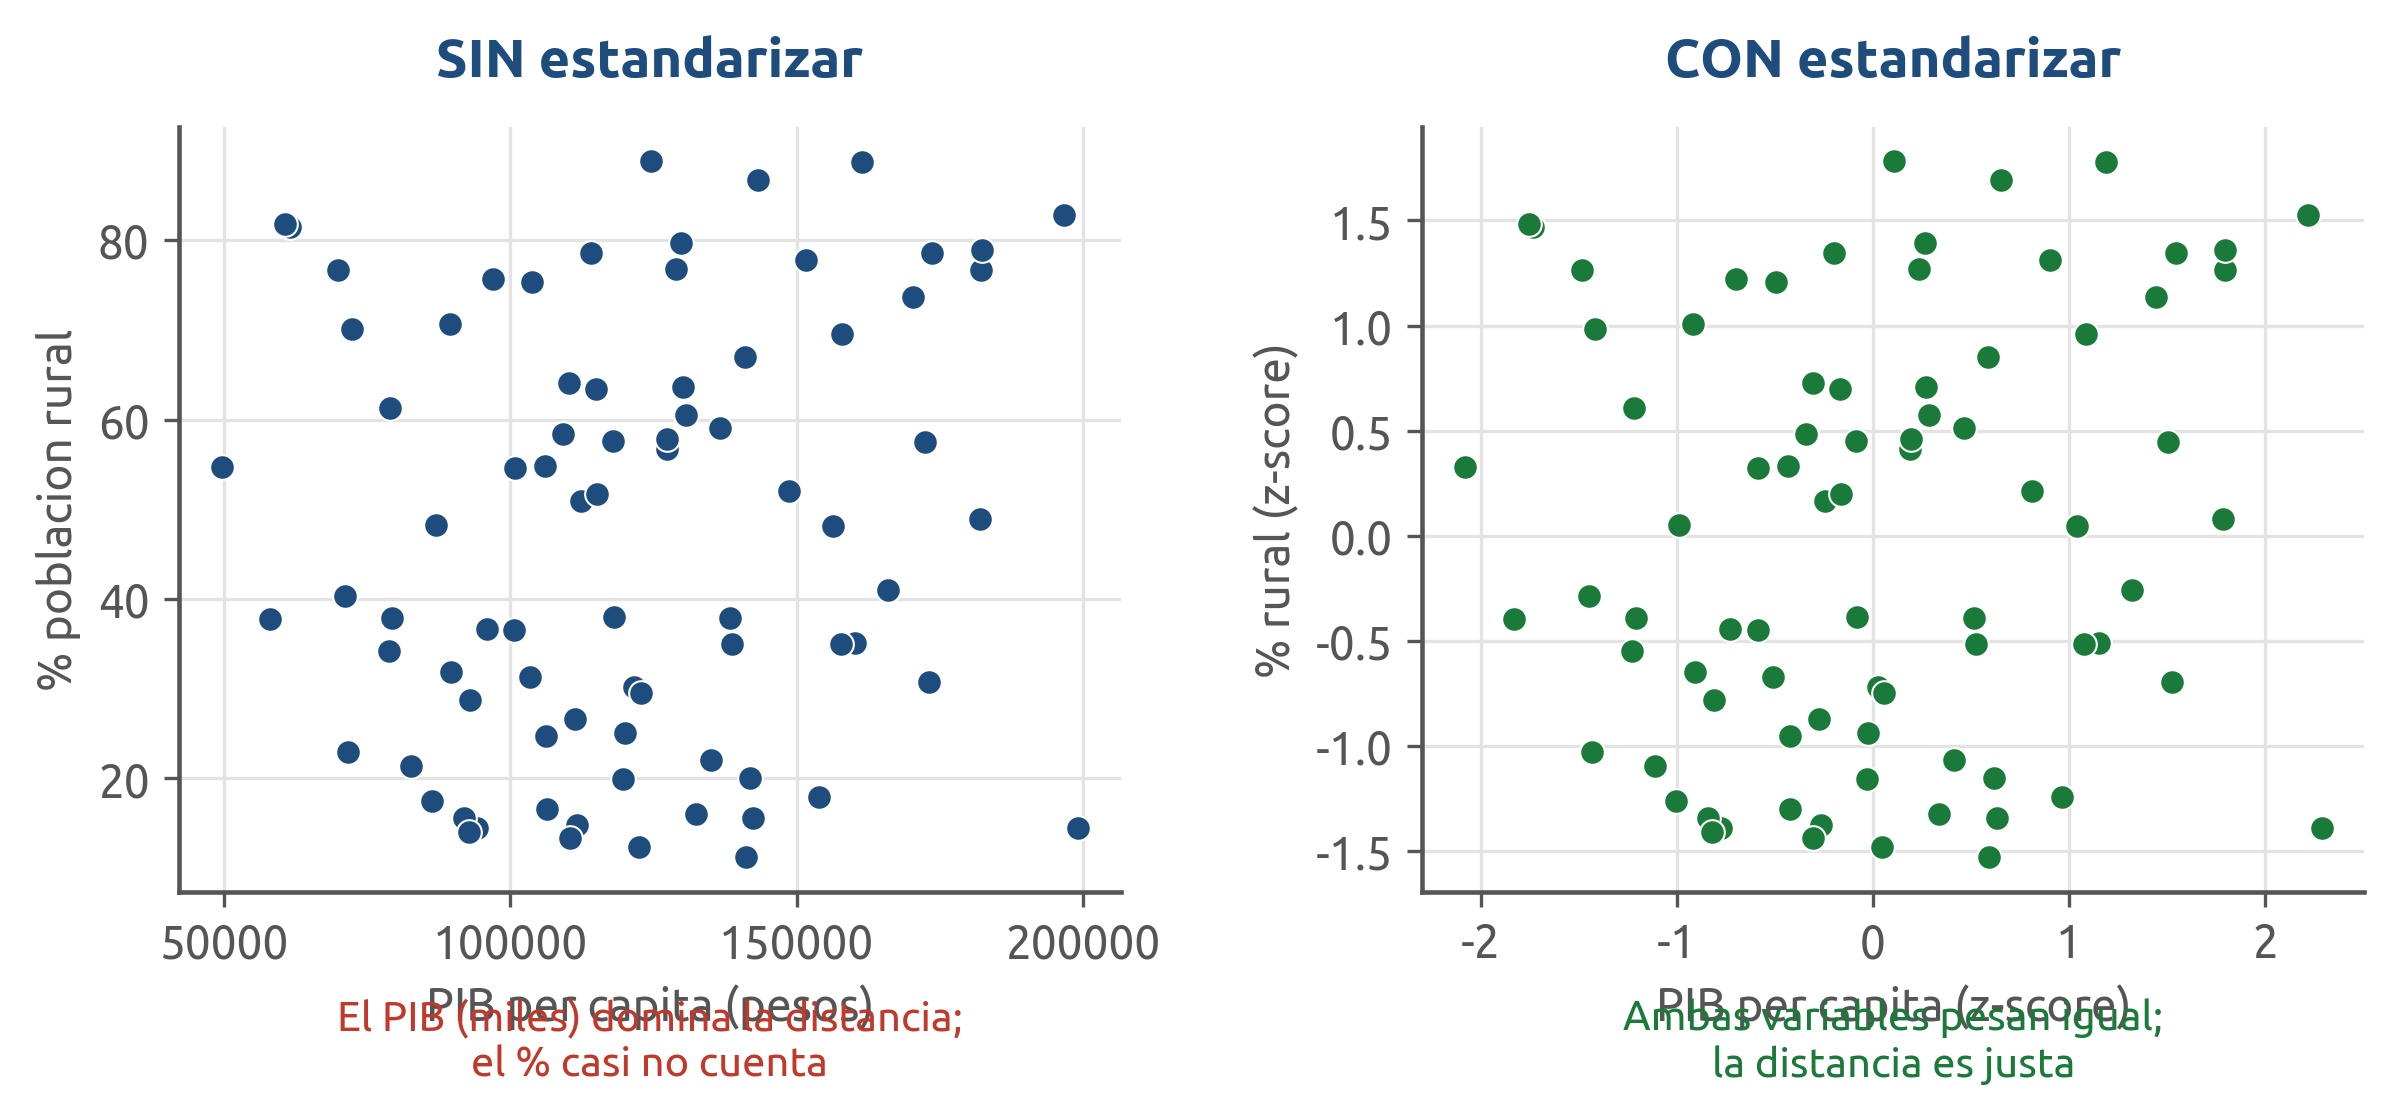 SIN estandarizar
80
60
40
20
% poblacion rural
50000 100000 150000 200000
PIB per capita (pesos)
El PIB (miles) domina la distancia;
el % casi no cuenta
CON estandarizar
1.5
1.0
0.5
0.0
-0.5
-1.0
-1.5
% rural (z-score)
-2 -1 0 1 2
PIB per capita (z-score)
Ambas variables pesan igual;
la distancia es justa